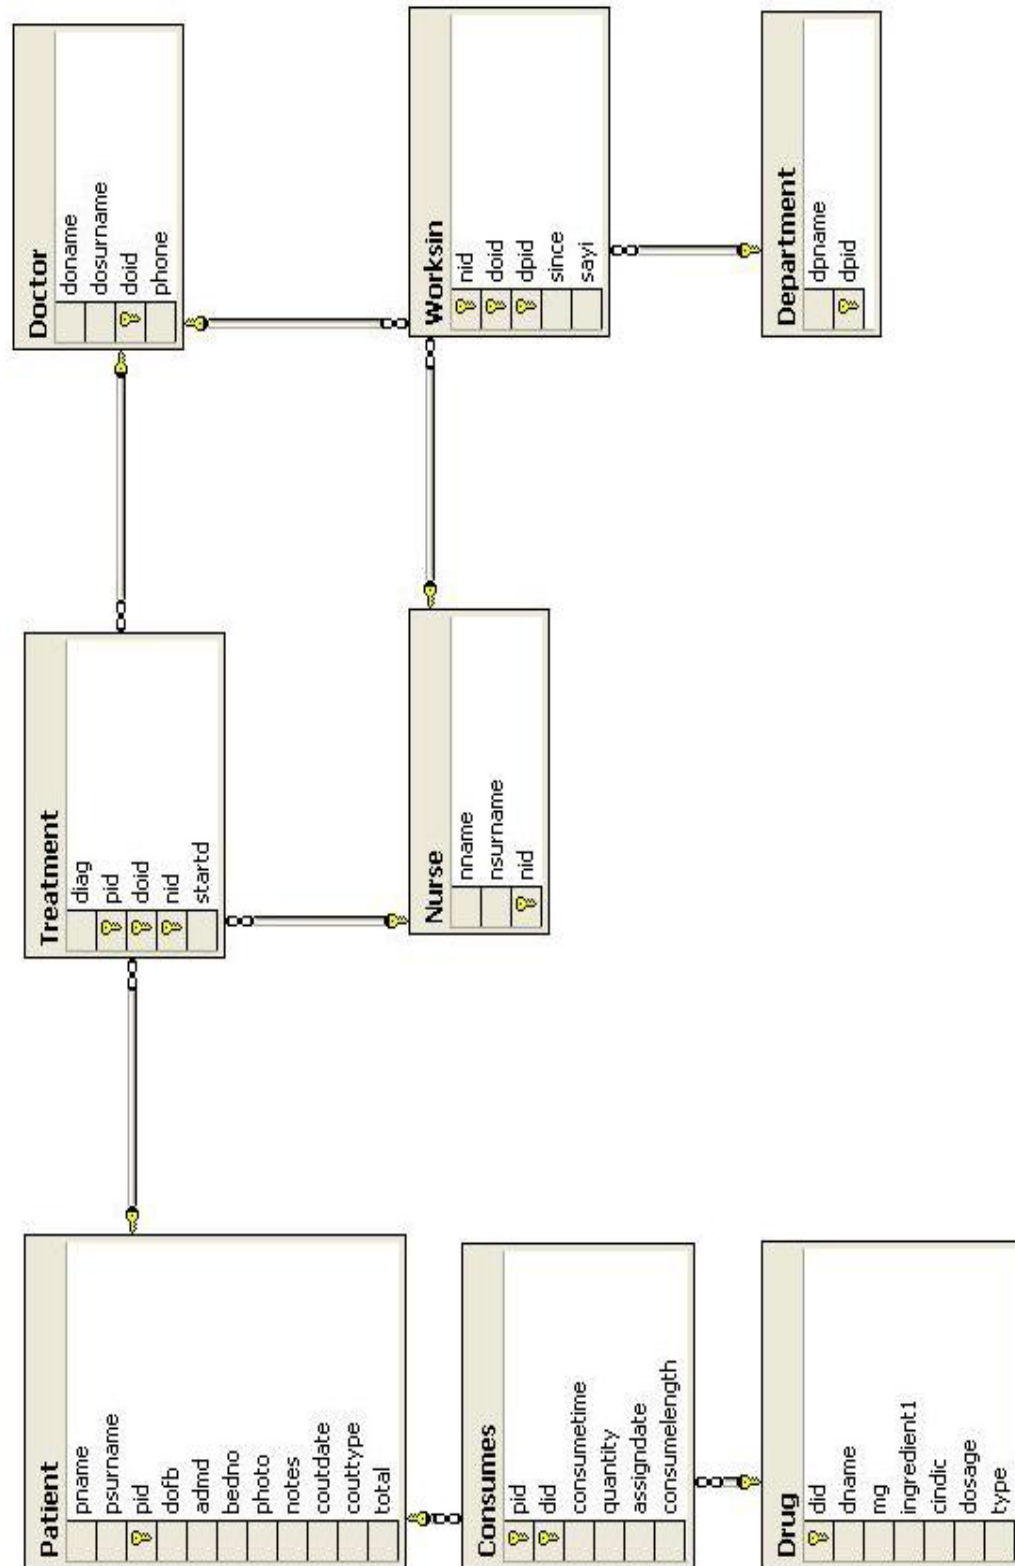 Patient
pname
psurname
pid
dofb
admd
bedno
photo
notes
coutdate
couttype
total
Treatment
diag
pid
doid
nid
startd
Doctor
doname
dosurname
doid
phone
Consumes
pid
did
consumetime
quantity
assigndate
consumelength
Nurse
nname
nsurname
nid
Worksin
nid
doid
dpid
since
sayi
Drug
did
dname
mg
ingredient1
cindic
dosage
type
Department
dpname
dpid